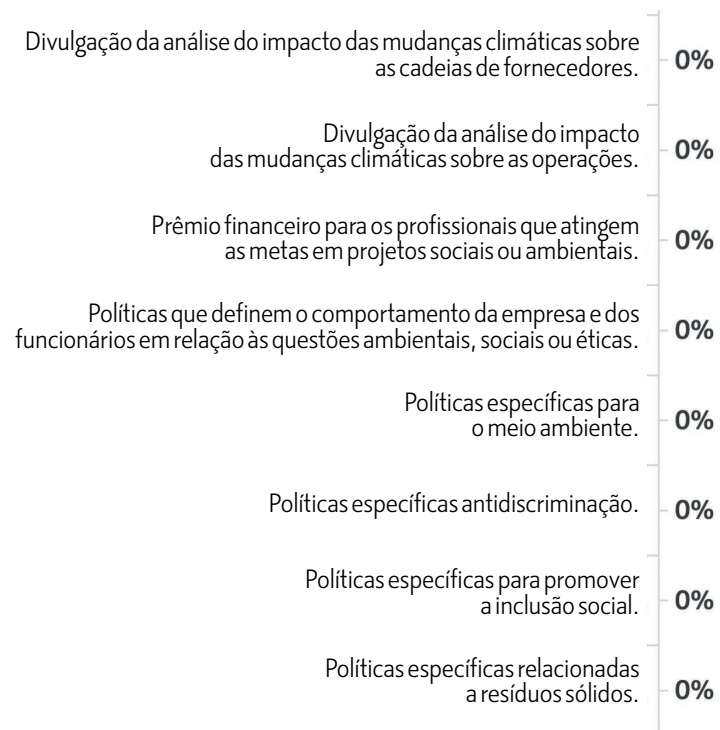 Divulgação da análise do impacto das mudanças climáticas sobre
as cadeias de fornecedores.
0%
Divulgação da análise do impacto
das mudanças climáticas sobre as operações.
0%
Prêmio financeiro para os profissionais que atingem
as metas em projetos sociais ou ambientais.
0%
Políticas que definem o comportamento da empresa e dos
funcionários em relação às questões ambientais, sociais ou éticas.
0%
Políticas específicas para
o meio ambiente.
0%
Políticas específicas antidiscriminação.
0%
Políticas específicas para promover
a inclusão social.
0%
Políticas específicas relacionadas
a resíduos sólidos.
0%